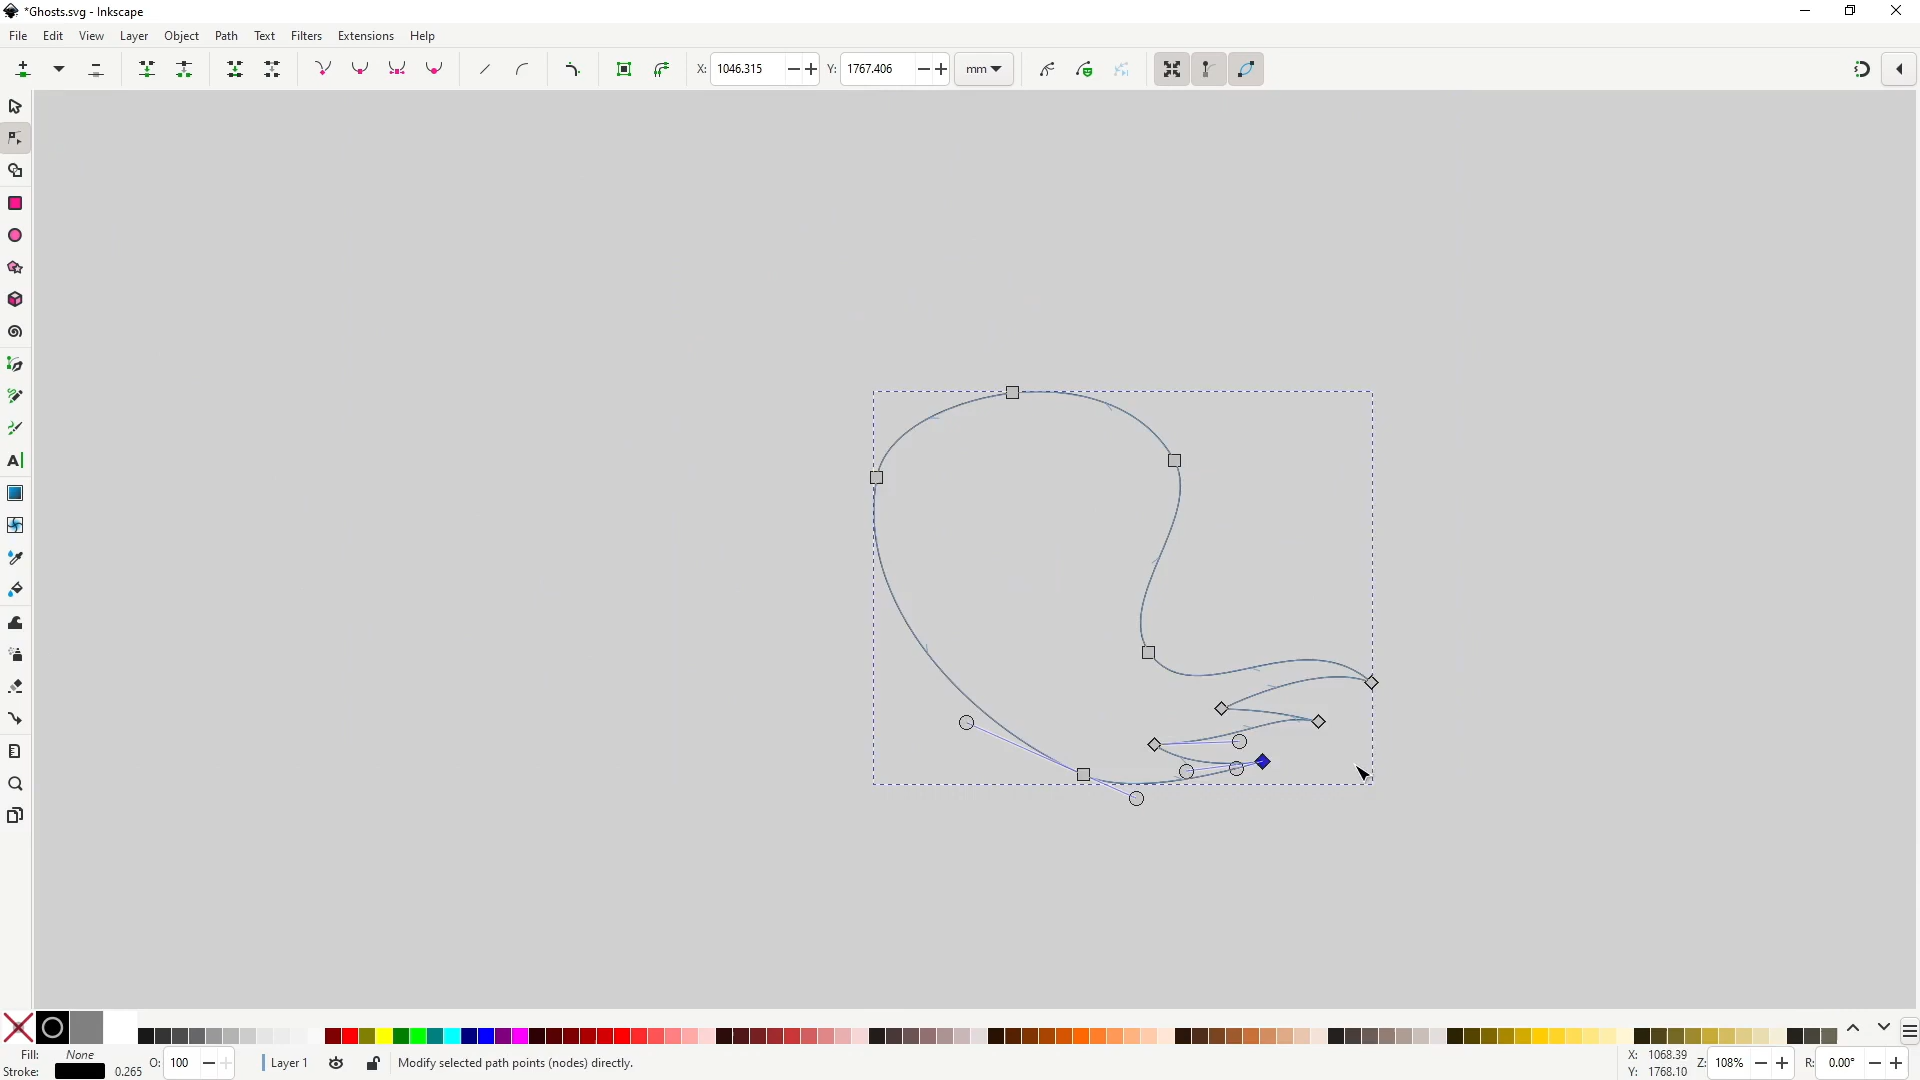 *Ghosts.svg - Inkscape
File Edit View Layer Object Path Text Filters Extensions Help
X: 1046.315 Y: 1767.406 mm
A
Fill: None
Stroke: 0.265
O: 100
Layer 1
Modify selected path points (nodes) directly.
X: 1068.39
Y: 1768.10
Z: 108%
R: 0.00°